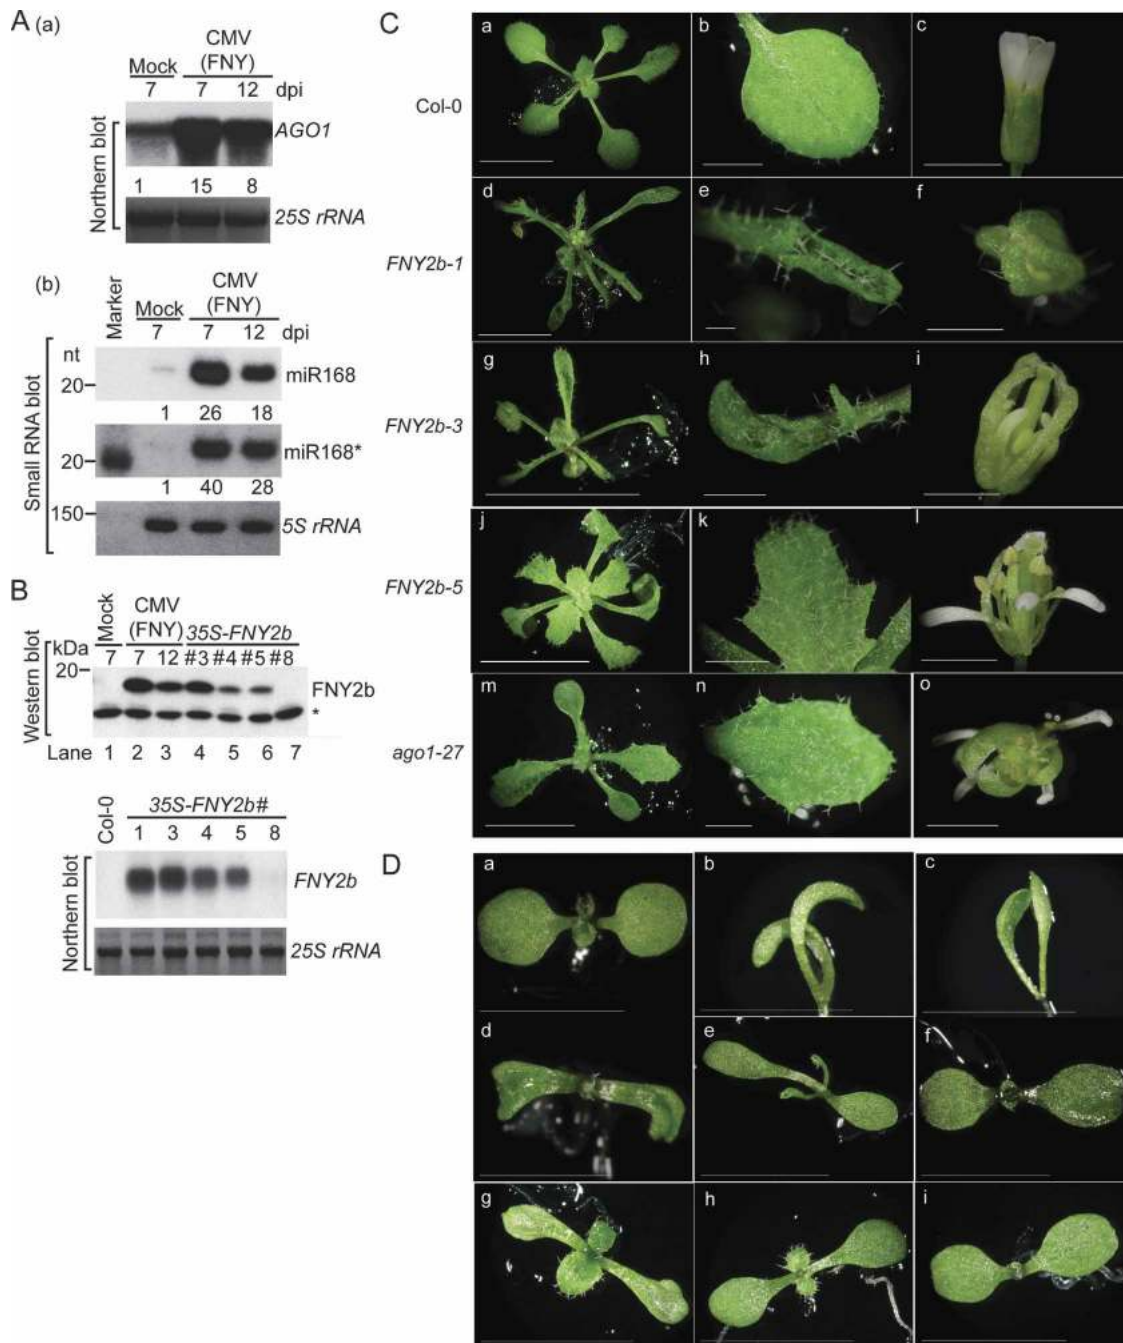 A (a)
CMV
(FNY)
Mock
7 7 12 dpi
Northern blot
AGO1
1 15 8
25S rRNA
(b)
Marker
CMV
(FNY)
Mock
7 7 12 dpi
Small RNA blot
nt
20
miR168
1 26 18
20
miR168*
1 40 28
150
5S rRNA
B
Mock
CMV
(FNY)
35S-FNY2b
Western blot
kDa
7 7 12 #3 #4 #5 #8
20
FNY2b
*
Lane 1 2 3 4 5 6 7
Col-0
35S-FNY2b#
1 3 4 5 8
Northern blot
FNY2b
25S rRNA
C
a b c
Col-0
d e f
FNY2b-1
g h i
FNY2b-3
j k l
FNY2b-5
m n o
ago1-27
D
a b c
d e f
g h i